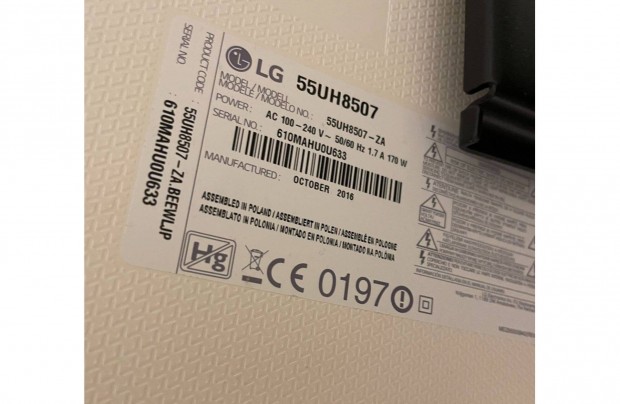 LG 55UH8507
MODEL / MODELL
MODÈLE / MODELO NO. : 55UH8507-ZA
POWER : AC 100-240 V~ 50/60 Hz 1.7 A 170 W
SERIAL NO. : 610MAHU0U633
MANUFACTURED : OCTOBER 2016
ASSEMBLED IN POLAND / ASSEMBLIERT IN POLEN / ASSEMBLÉ EN POLOGNE
ASSEMBLATO IN POLONIA / MONTADO EN POLONIA / MONTADO NA POLÔNIA
Hg
CE 0197
PRODUCT CODE : 55UH8507-ZA.BEEWLJP
SERIAL NO. : 610MAHU0U633